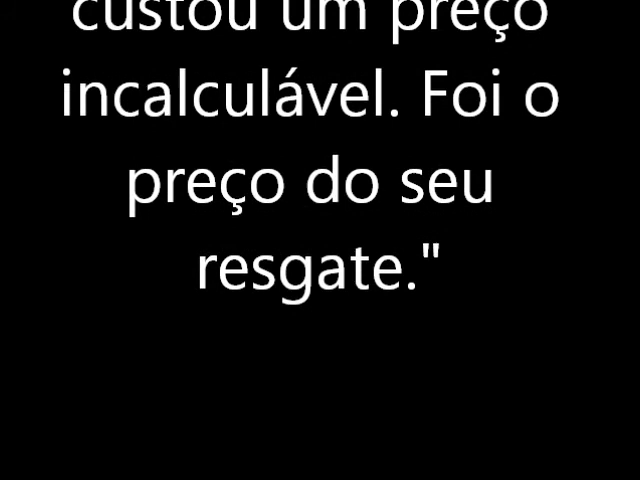 custou um preço
incalculável. Foi o
preço do seu
resgate."